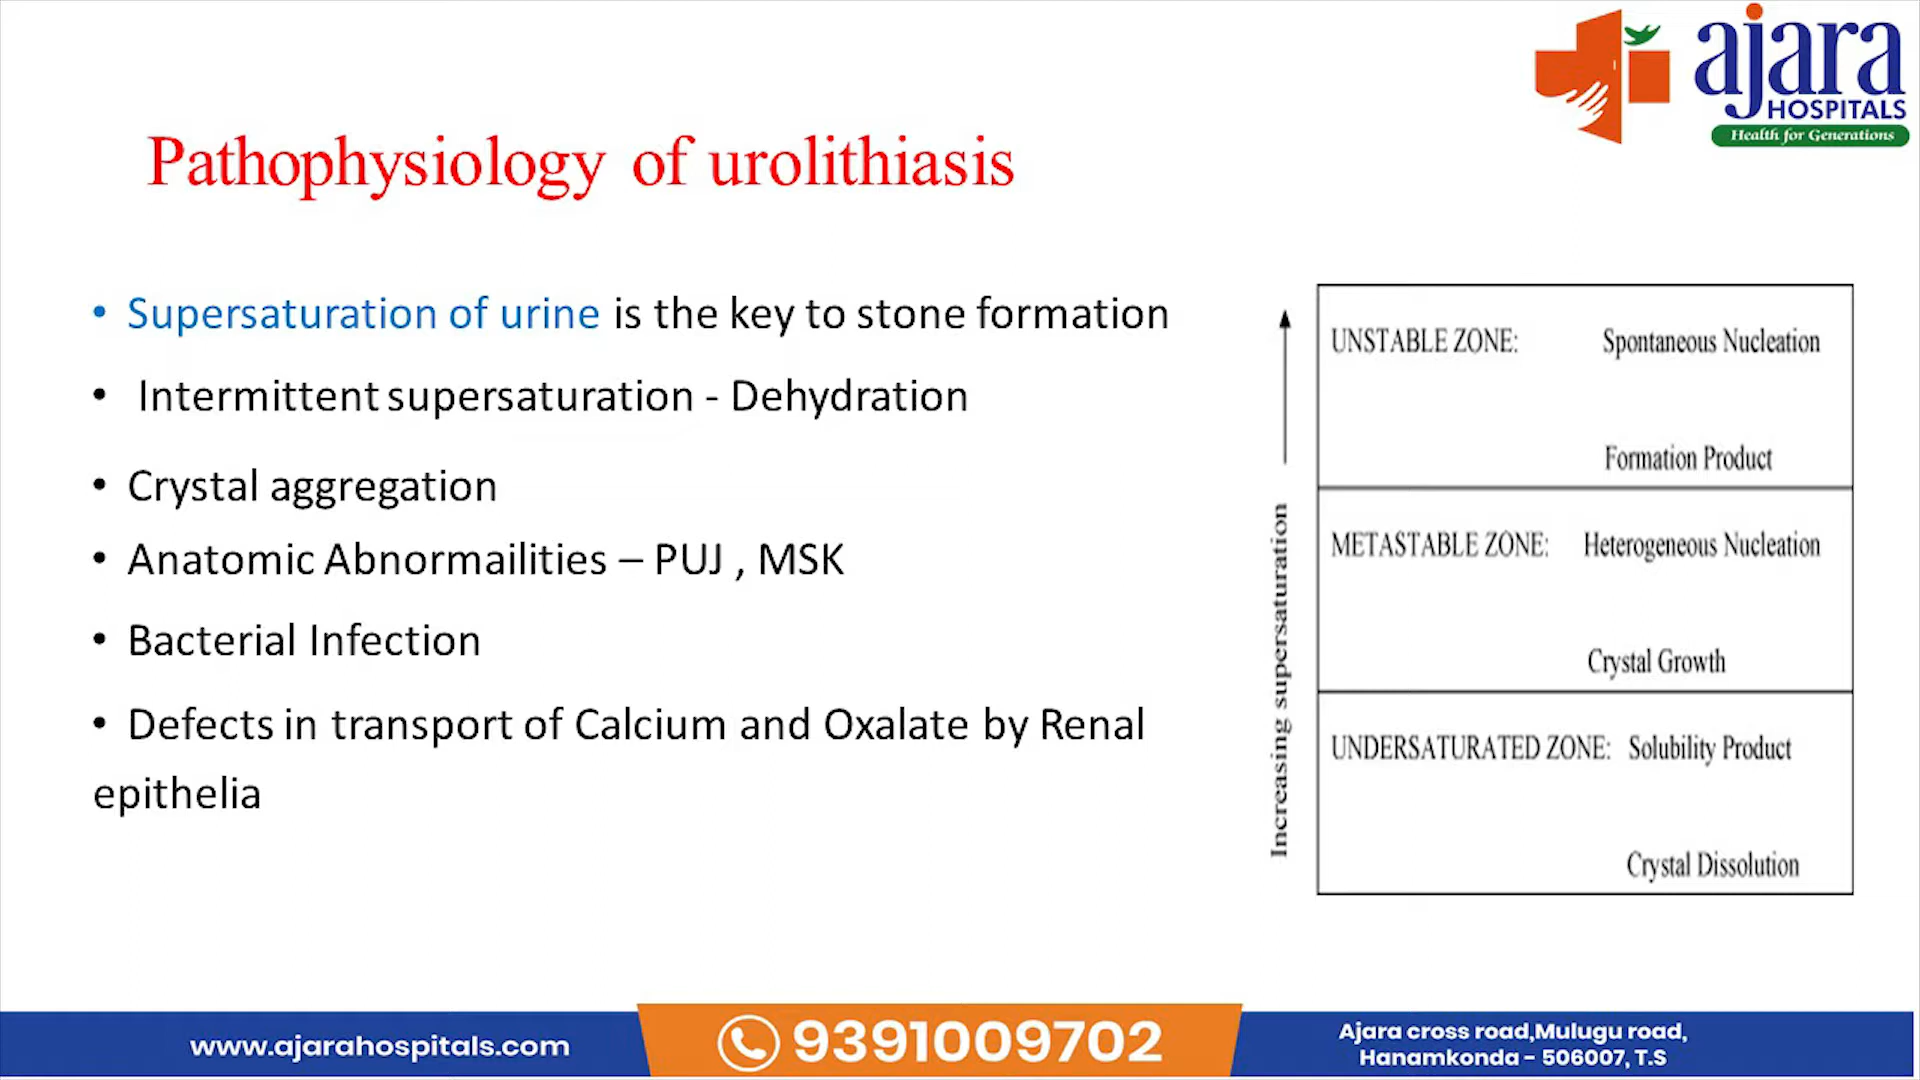 ajara
HOSPITALS
Health for Generations
Pathophysiology of urolithiasis
• Supersaturation of urine is the key to stone formation
• Intermittent supersaturation - Dehydration
• Crystal aggregation
• Anatomic Abnormailities – PUJ , MSK
• Bacterial Infection
• Defects in transport of Calcium and Oxalate by Renal
epithelia
Increasing supersaturation
UNSTABLE ZONE: Spontaneous Nucleation
Formation Product
METASTABLE ZONE: Heterogeneous Nucleation
Crystal Growth
UNDERSATURATED ZONE: Solubility Product
Crystal Dissolution
www.ajarahospitals.com
9391009702
Ajara cross road,Mulugu road,
Hanamkonda - 506007, T.S